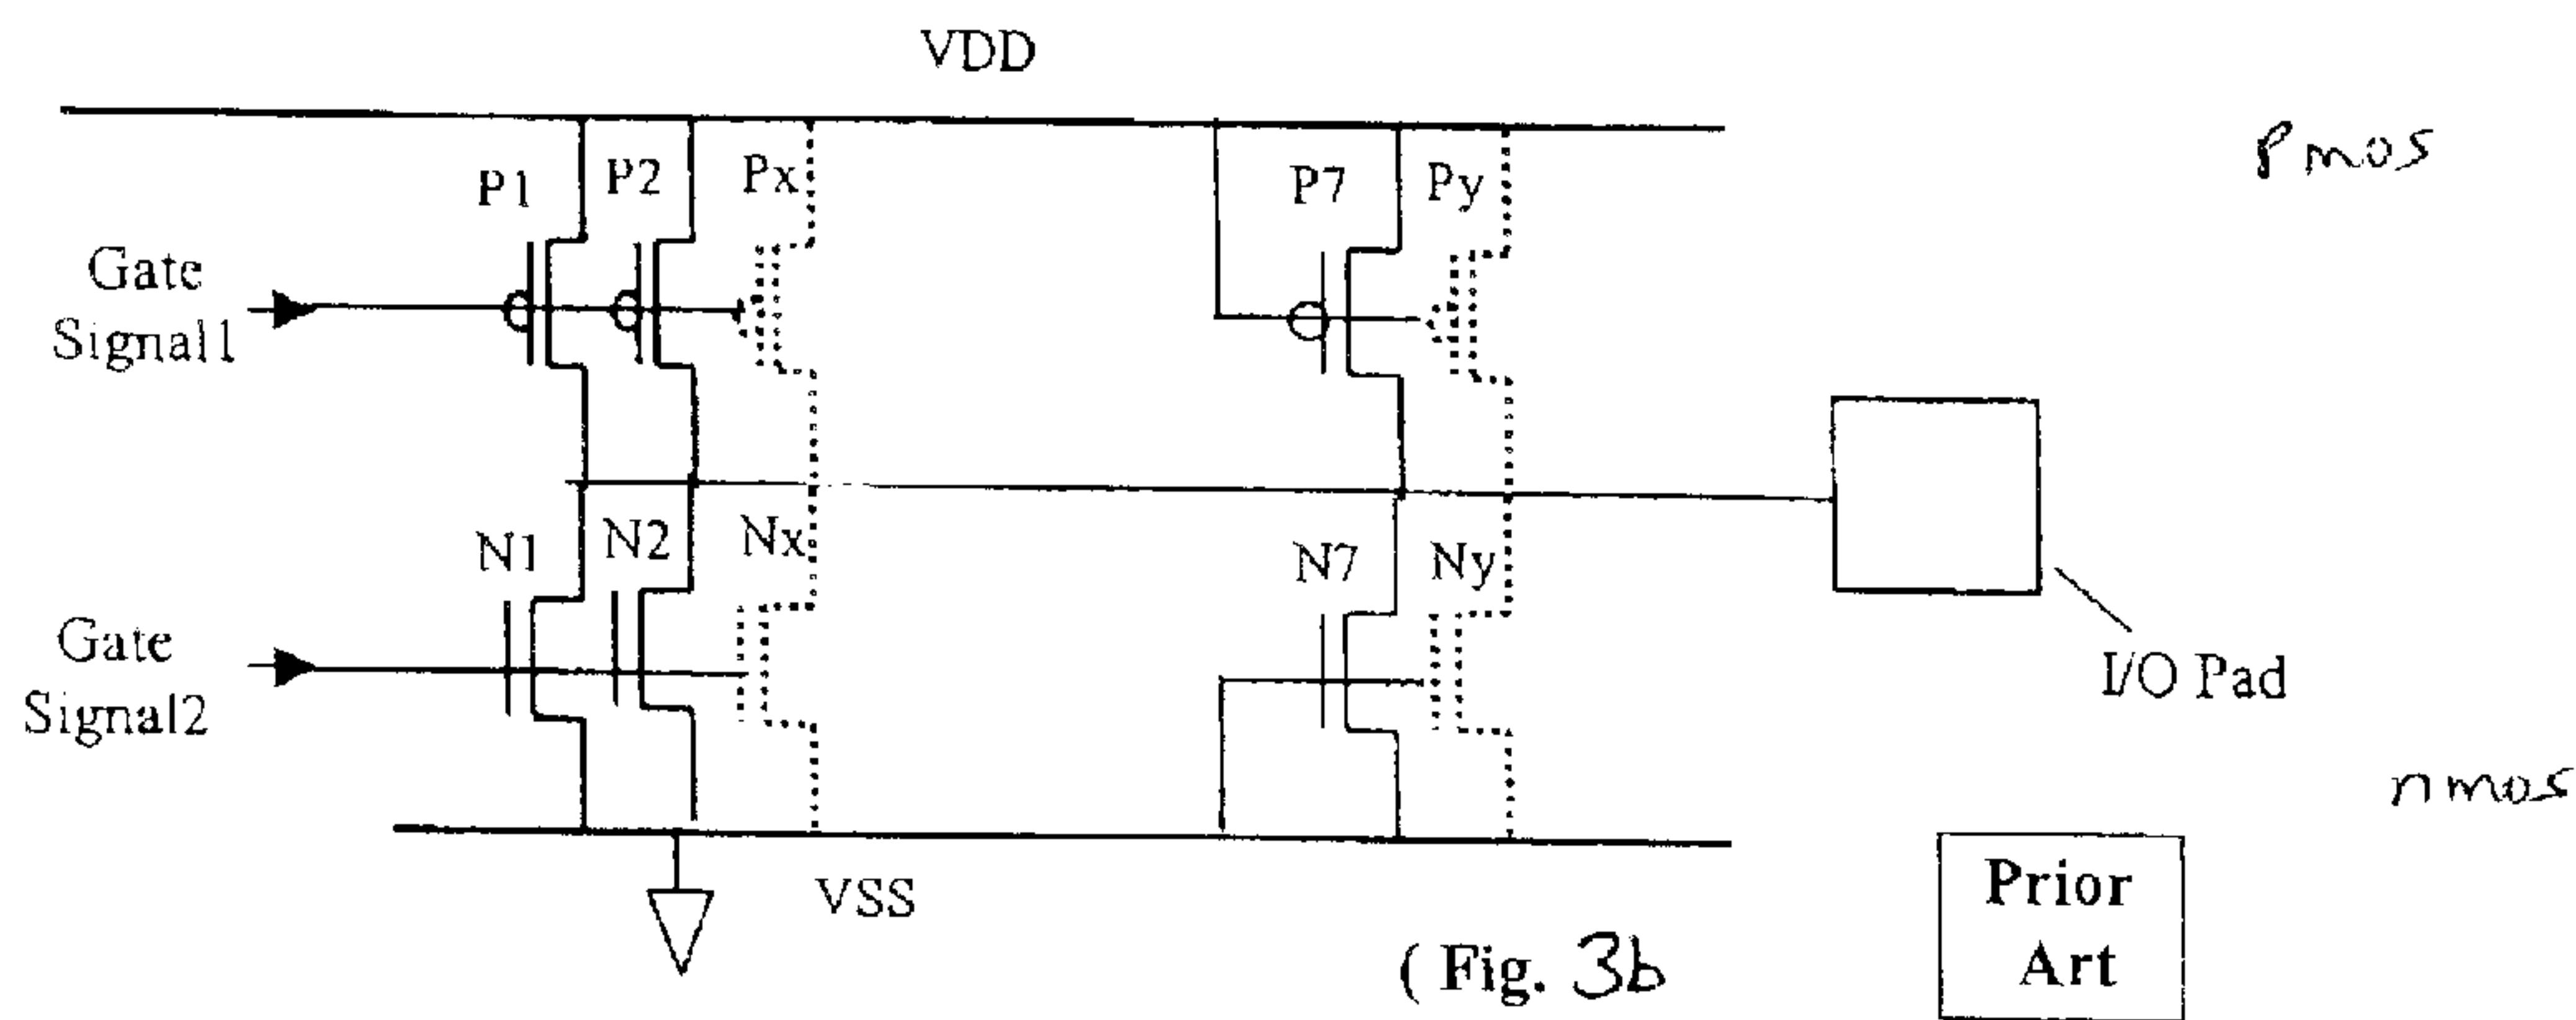 VDD
Pmos
P1
P2
Px
P7
Py
Gate
Signal1
N1
N2
Nx
N7
Ny
Gate
Signal2
I/O Pad
nmos
VSS
Prior
Art
( Fig. 3b